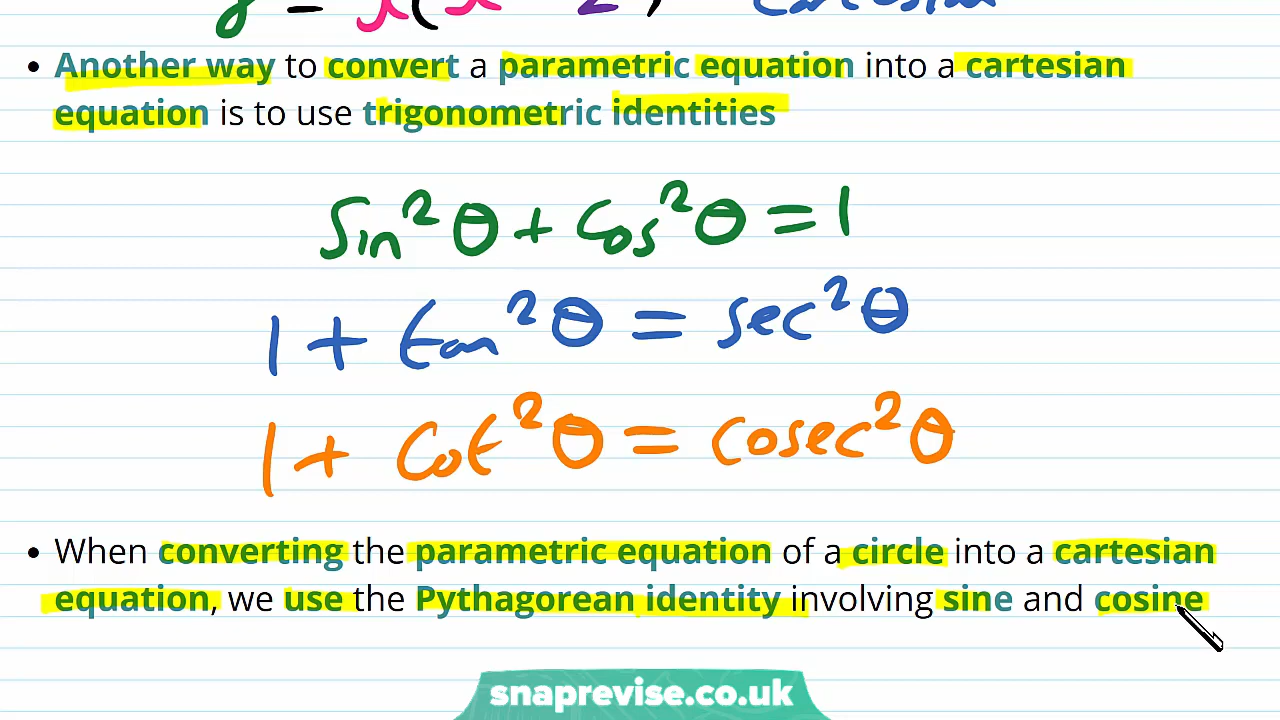 • Another way to convert a parametric equation into a cartesian
equation is to use trigonometric identities
sin²θ + cos²θ = 1
1 + tan²θ = sec²θ
1 + cot²θ = cosec²θ
• When converting the parametric equation of a circle into a cartesian
equation, we use the Pythagorean identity involving sine and cosine
snaprevise.co.uk